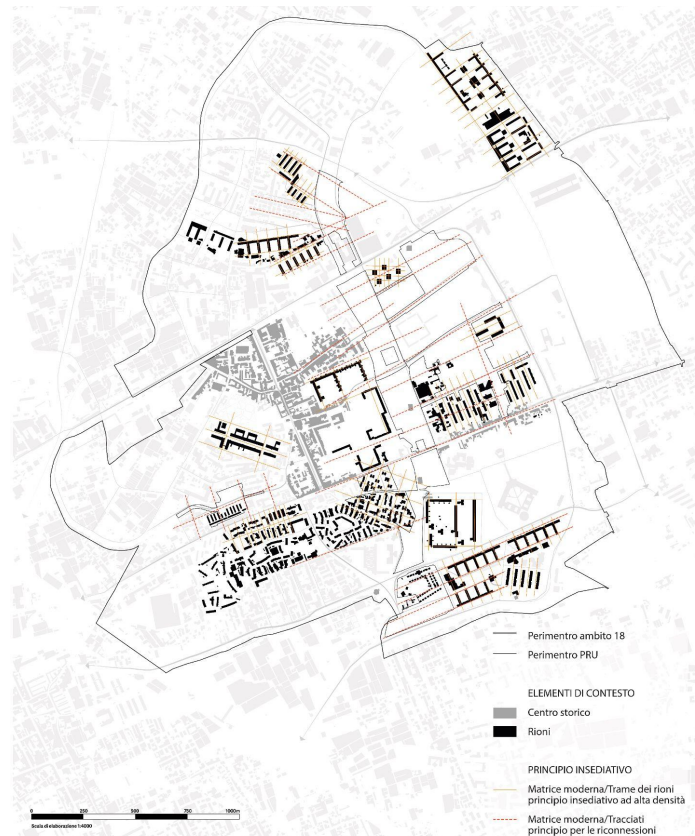 Perimentro ambito 18
Perimentro PRU
ELEMENTI DI CONTESTO
Centro storico
Rioni
PRINCIPIO INSEDIATIVO
Matrice moderna/Trame dei rioni
principio insediativo ad alta densità
Matrice moderna/Tracciati
principio per le riconnessioni
0 250 500 750 1000m
Scala di elaborazione 1:4000